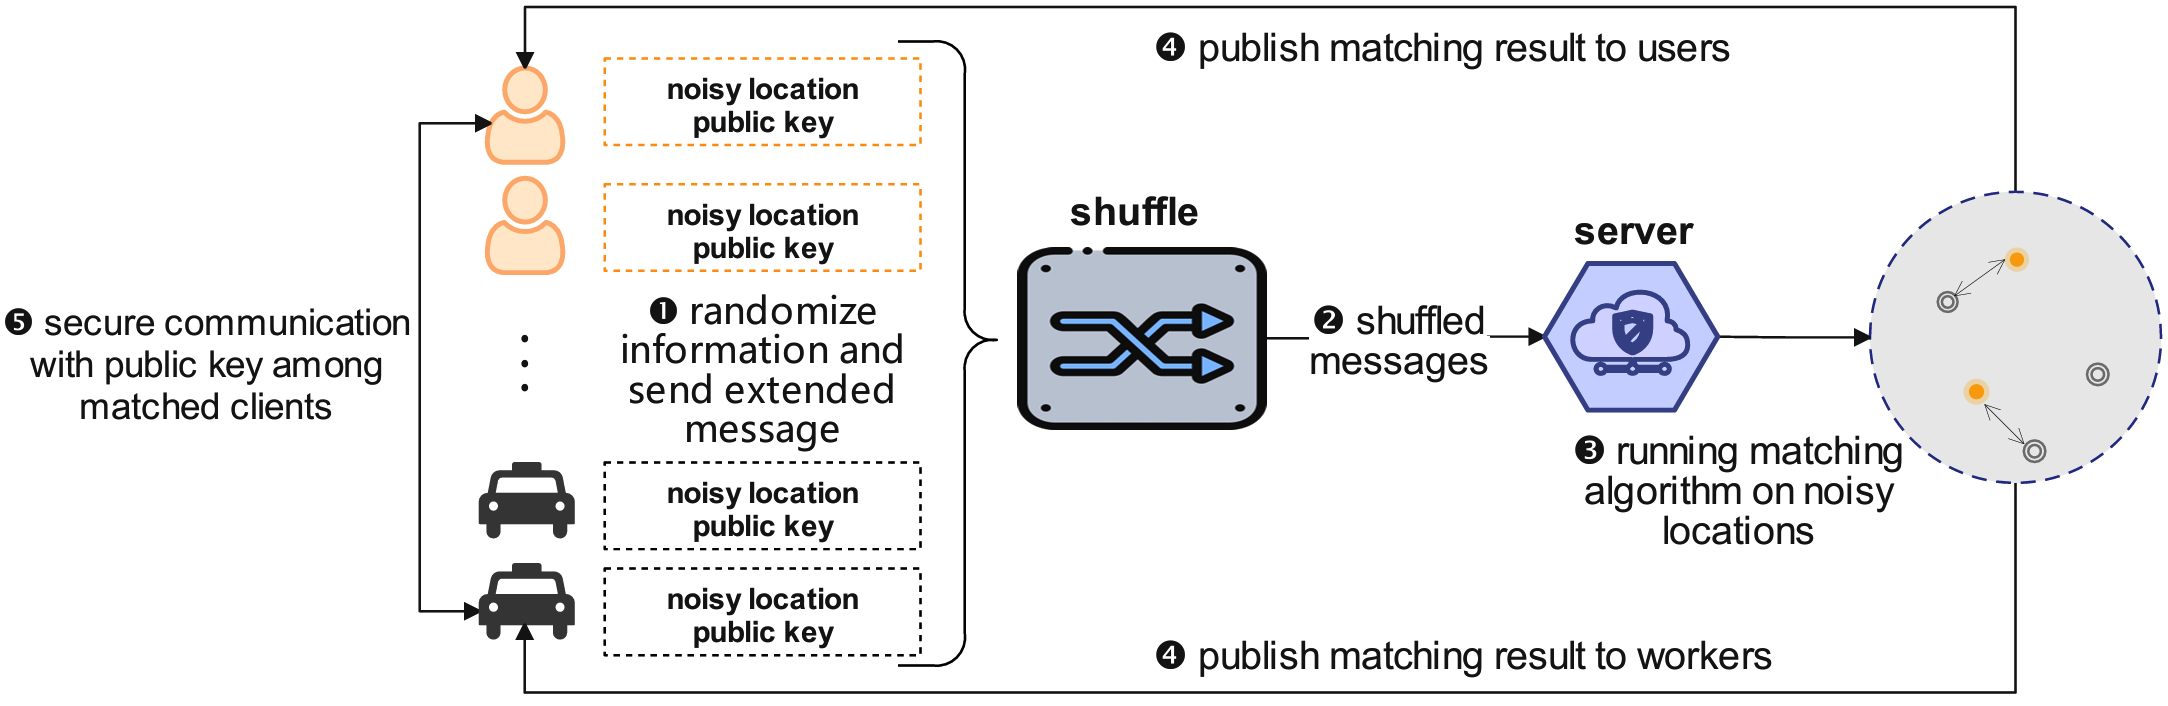 ❹ publish matching result to users
noisy location
public key
noisy location
public key
shuffle
server
❶ randomize
information and
send extended
message
❷ shuffled
messages
❺ secure communication
with public key among
matched clients
❸ running matching
algorithm on noisy
locations
noisy location
public key
noisy location
public key
❹ publish matching result to workers